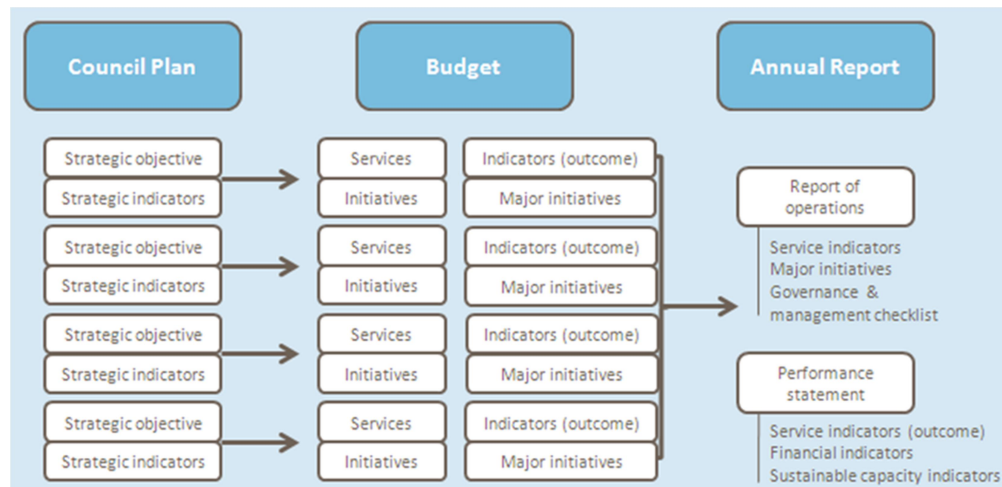 Council Plan
Budget
Annual Report
Strategic objective
Strategic indicators
Services
Initiatives
Indicators (outcome)
Major initiatives
Strategic objective
Strategic indicators
Services
Initiatives
Indicators (outcome)
Major initiatives
Strategic objective
Strategic indicators
Services
Initiatives
Indicators (outcome)
Major initiatives
Strategic objective
Strategic indicators
Services
Initiatives
Indicators (outcome)
Major initiatives
Report of
operations
Service indicators
Major initiatives
Governance &
management checklist
Performance
statement
Service indicators (outcome)
Financial indicators
Sustainable capacity indicators